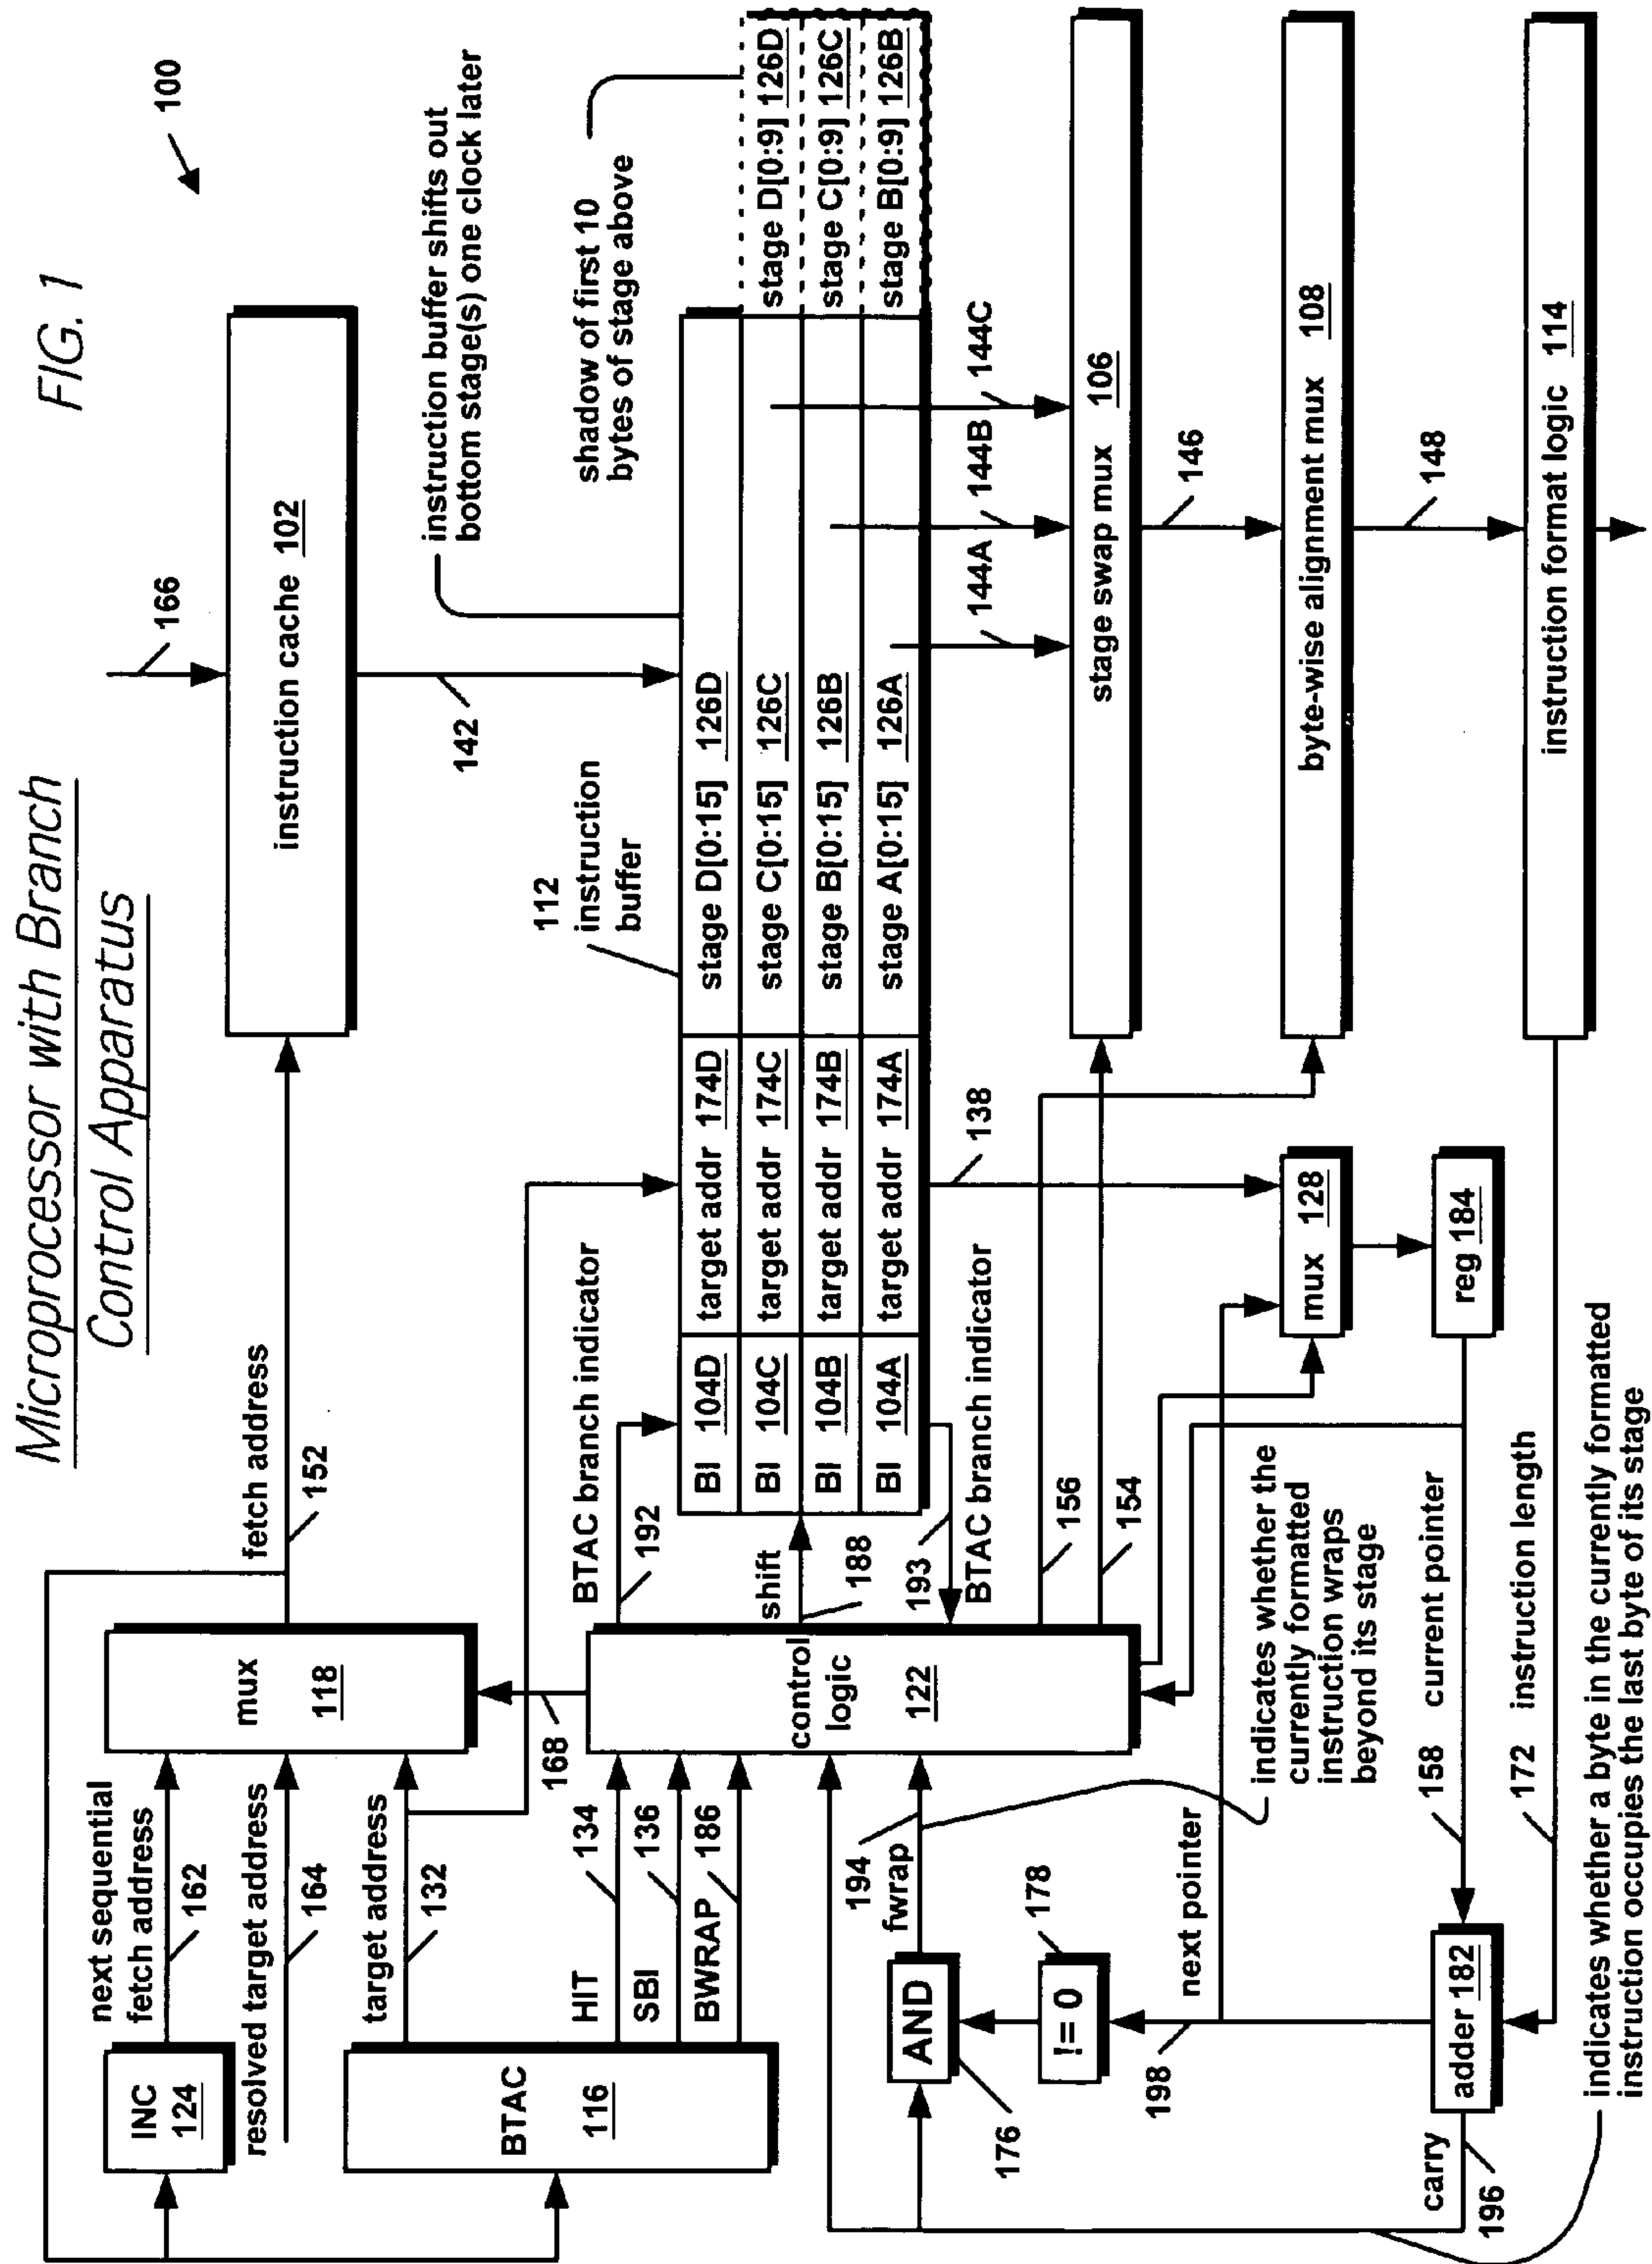 Microprocessor with Branch
Control Apparatus
FIG. 1
100
166
INC
124
next sequential
fetch address
162
resolved target address
164
target address
132
mux
118
fetch address
152
instruction cache 102
142
BTAC
116
HIT
134
SBI
136
BWRAP
186
168
control
logic
122
BTAC branch indicator
192
shift
188
193
BTAC branch indicator
112
instruction
buffer
instruction buffer shifts out
bottom stage(s) one clock later
shadow of first 10
bytes of stage above
BI 104D target addr 174D stage D[0:15] 126D
BI 104C target addr 174C stage C[0:15] 126C stage D[0:9] 126D
BI 104B target addr 174B stage B[0:15] 126B stage C[0:9] 126C
BI 104A target addr 174A stage A[0:15] 126A stage B[0:9] 126B
138
144A
144B
144C
194
fwrap
AND
176
!= 0
178
198
next pointer
156
154
stage swap mux 106
146
indicates whether the
currently formatted
instruction wraps
beyond its stage
mux 128
byte-wise alignment mux 108
148
carry
196
adder 182
158 current pointer
reg 184
172 instruction length
instruction format logic 114
indicates whether a byte in the currently formatted
instruction occupies the last byte of its stage